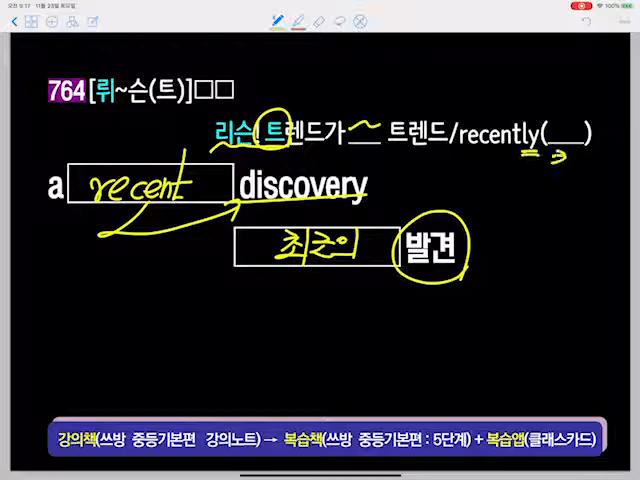 오전 9:17 11월 23일 화요일 100%
764 [뤼~슨(트)]□□
리슨! 트렌드가 ___ 트렌드/recently(___)
a recent discovery
최근의 발견
강의책(쓰방 중등기본편 강의노트) → 복습책(쓰방 중등기본편 : 5단계) + 복습앱(클래스카드)